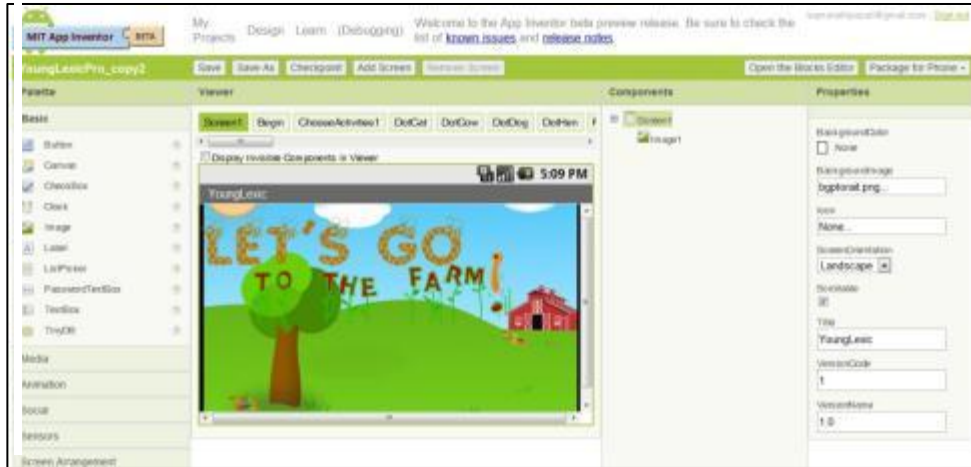 MIT App Inventor BETA
My Projects Design Learn (Debugging)
Welcome to the App Inventor beta preview release. Be sure to check the list of known issues and release notes.
Sign out
YoungLexicPro_copy2
Save Save As Checkpoint Add Screen Remove Screen
Open the Blocks Editor Package for Phone
Palette
Basic
Button
Canvas
CheckBox
Clock
Image
Label
ListPicker
PasswordTextBox
TextBox
TinyDB
Media
Animation
Social
Sensors
Screen Arrangement
Viewer
Screen1 Begin ChooseActivities1 DotCat DotCow DotDog DotHen
Display Invisible Components in Viewer
5:09 PM
YoungLexic
LET'S GO
TO THE FARM!
Components
Screen1
Image1
Properties
BackgroundColor
None
BackgroundImage
bgpotrait.png...
Icon
None...
ScreenOrientation
Landscape
Scrollable
Title
YoungLexic
VersionCode
1
VersionName
1.0